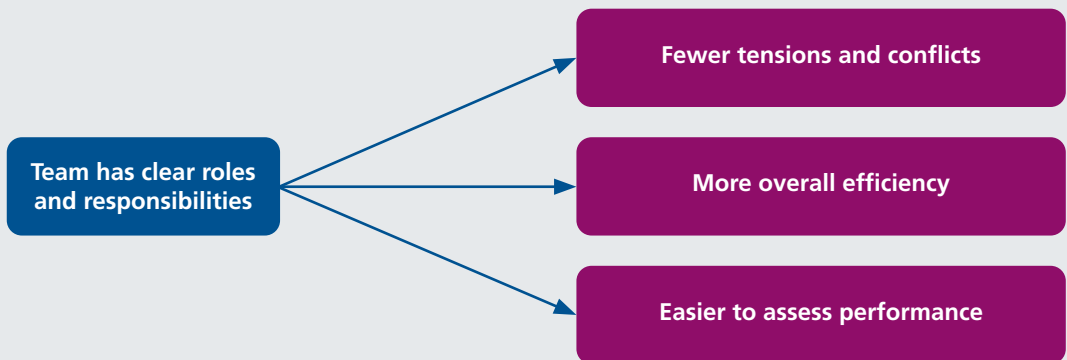 Team has clear roles
and responsibilities
Fewer tensions and conflicts
More overall efficiency
Easier to assess performance